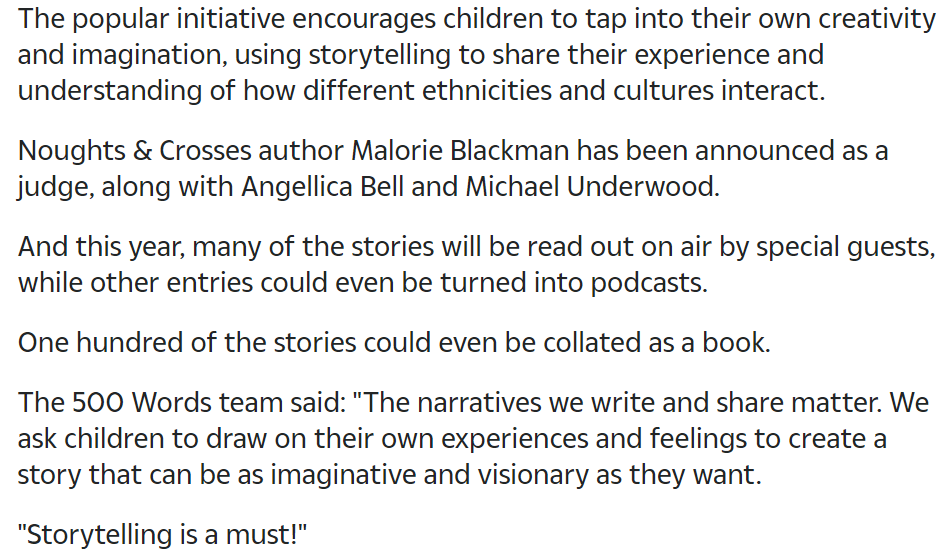 The popular initiative encourages children to tap into their own creativity
and imagination, using storytelling to share their experience and
understanding of how different ethnicities and cultures interact.
Noughts & Crosses author Malorie Blackman has been announced as a
judge, along with Angellica Bell and Michael Underwood.
And this year, many of the stories will be read out on air by special guests,
while other entries could even be turned into podcasts.
One hundred of the stories could even be collated as a book.
The 500 Words team said: "The narratives we write and share matter. We
ask children to draw on their own experiences and feelings to create a
story that can be as imaginative and visionary as they want.
"Storytelling is a must!"